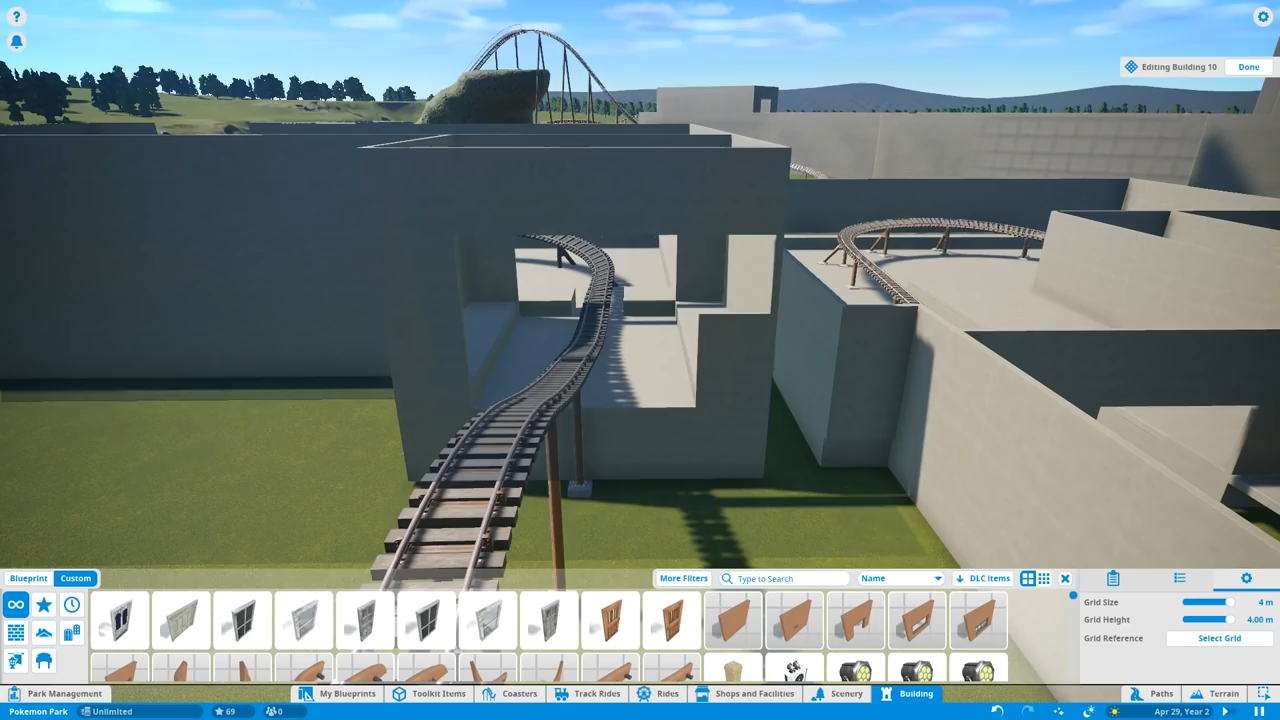 ?
Editing Building 10 Done
Blueprint Custom More Filters Type to Search Name DLC Items
Grid Size 4 m
Grid Height 4.00 m
Grid Reference Select Grid
Park Management My Blueprints Toolkit Items Coasters Track Rides Rides Shops and Facilities Scenery Building Paths Terrain
Pokemon Park Unlimited 69 0 Apr 29, Year 2